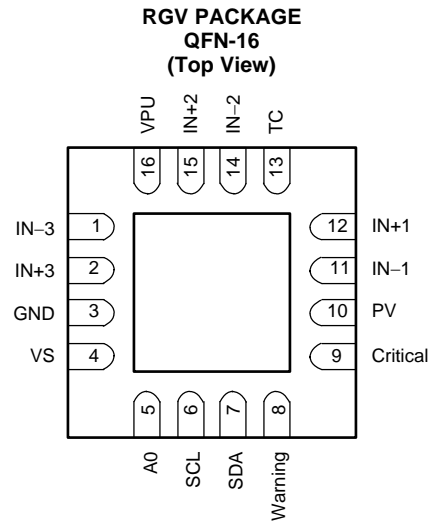 RGV PACKAGE
QFN-16
(Top View)
VPU
IN+2
IN−2
TC
16
15
14
13
IN−3 1
12 IN+1
IN+3 2
11 IN−1
GND 3
10 PV
VS 4
9 Critical
5
6
7
8
A0
SCL
SDA
Warning